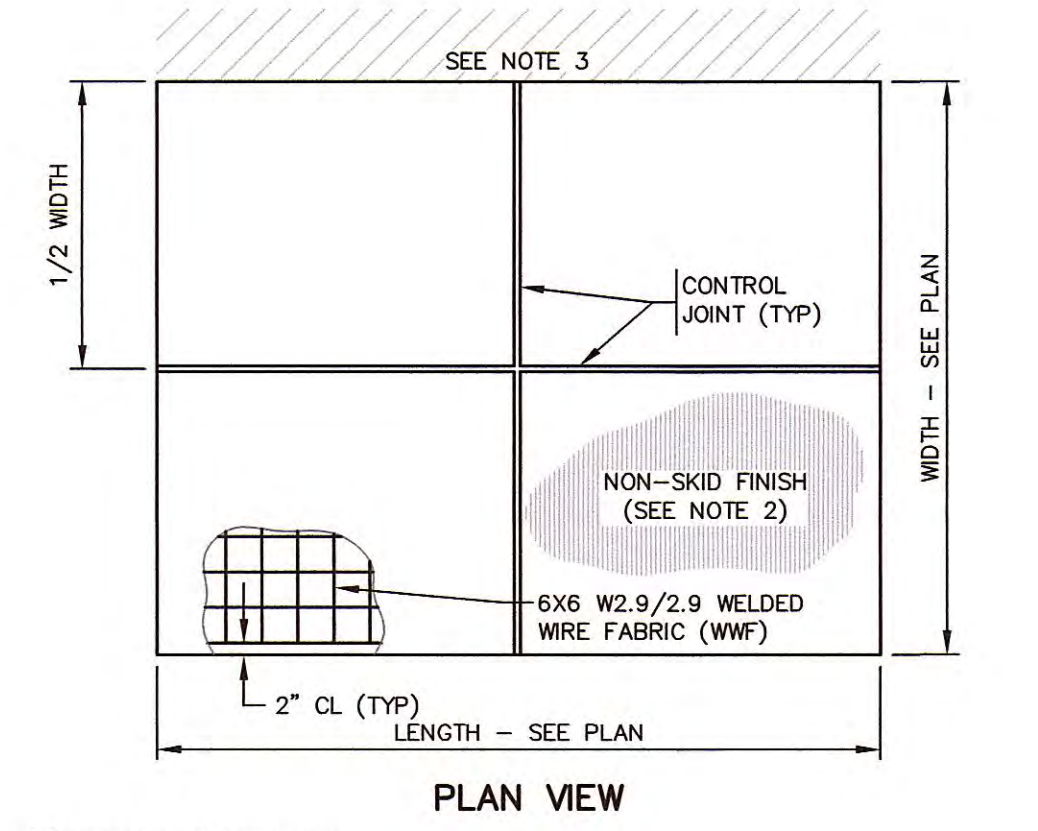 SEE NOTE 3
1/2 WIDTH
CONTROL
JOINT (TYP)
WIDTH – SEE PLAN
NON–SKID FINISH
(SEE NOTE 2)
6X6 W2.9/2.9 WELDED
WIRE FABRIC (WWF)
2" CL (TYP)
LENGTH – SEE PLAN
PLAN VIEW